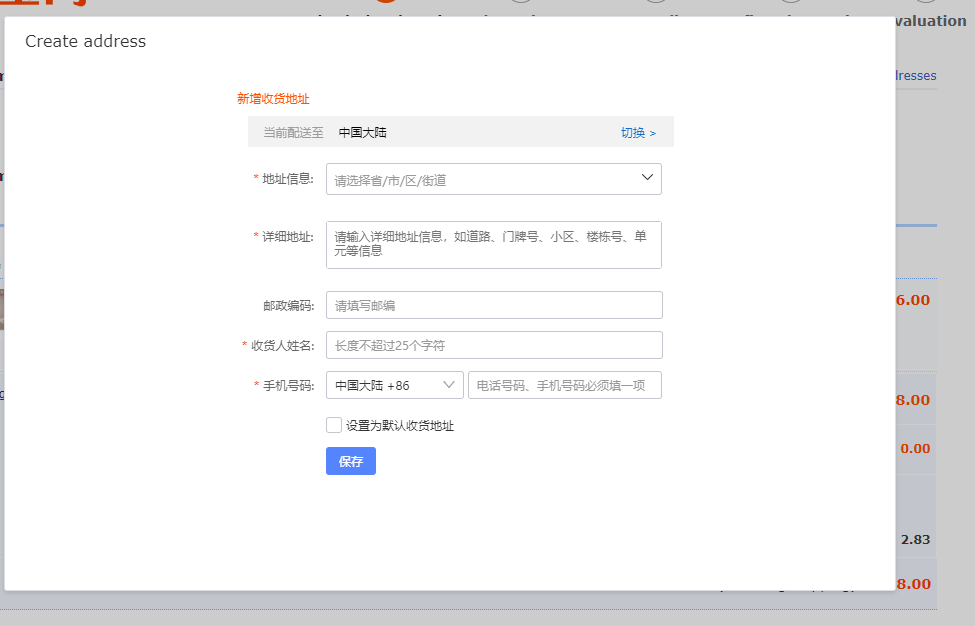 valuation
Create address
resses
新增收货地址
当前配送至 中国大陆 切换 >
* 地址信息: 请选择省/市/区/街道
* 详细地址: 请输入详细地址信息，如道路、门牌号、小区、楼栋号、单
元等信息
6.00
邮政编码: 请填写邮编
* 收货人姓名: 长度不超过25个字符
* 手机号码: 中国大陆 +86 电话号码、手机号码必须填一项
8.00
设置为默认收货地址
0.00
保存
2.83
8.00